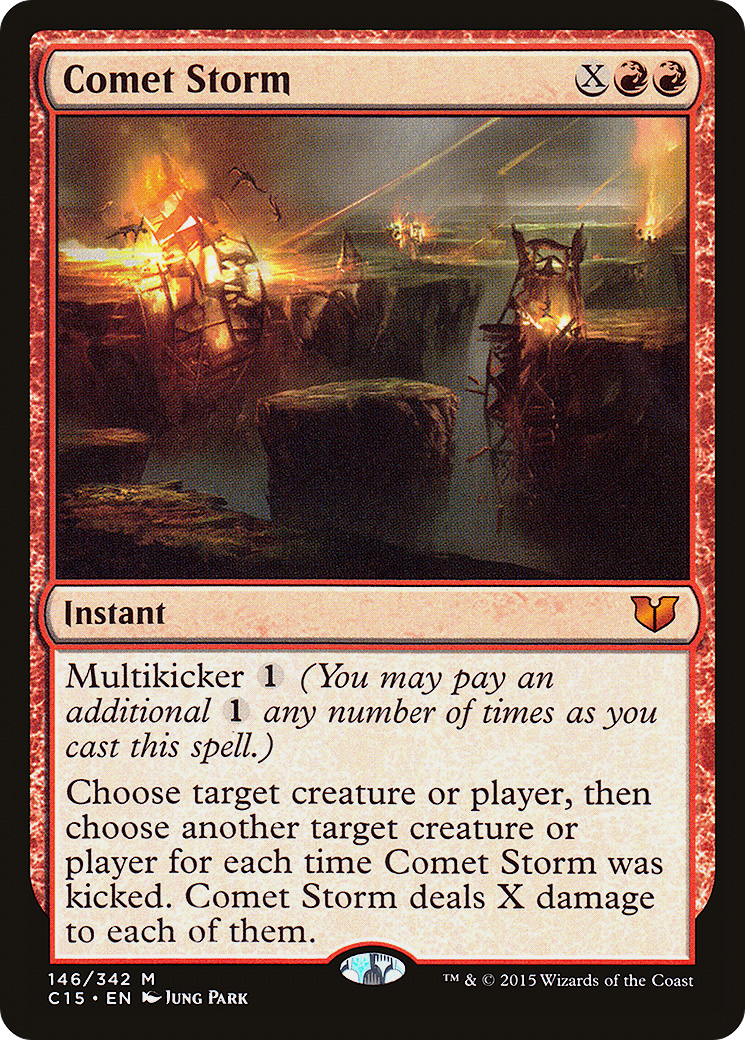 Comet Storm X
Instant
Multikicker 1 (You may pay an
additional 1 any number of times as you
cast this spell.)
Choose target creature or player, then
choose another target creature or
player for each time Comet Storm was
kicked. Comet Storm deals X damage
to each of them.
146/342 M
C15 • EN Jung Park
™ & © 2015 Wizards of the Coast